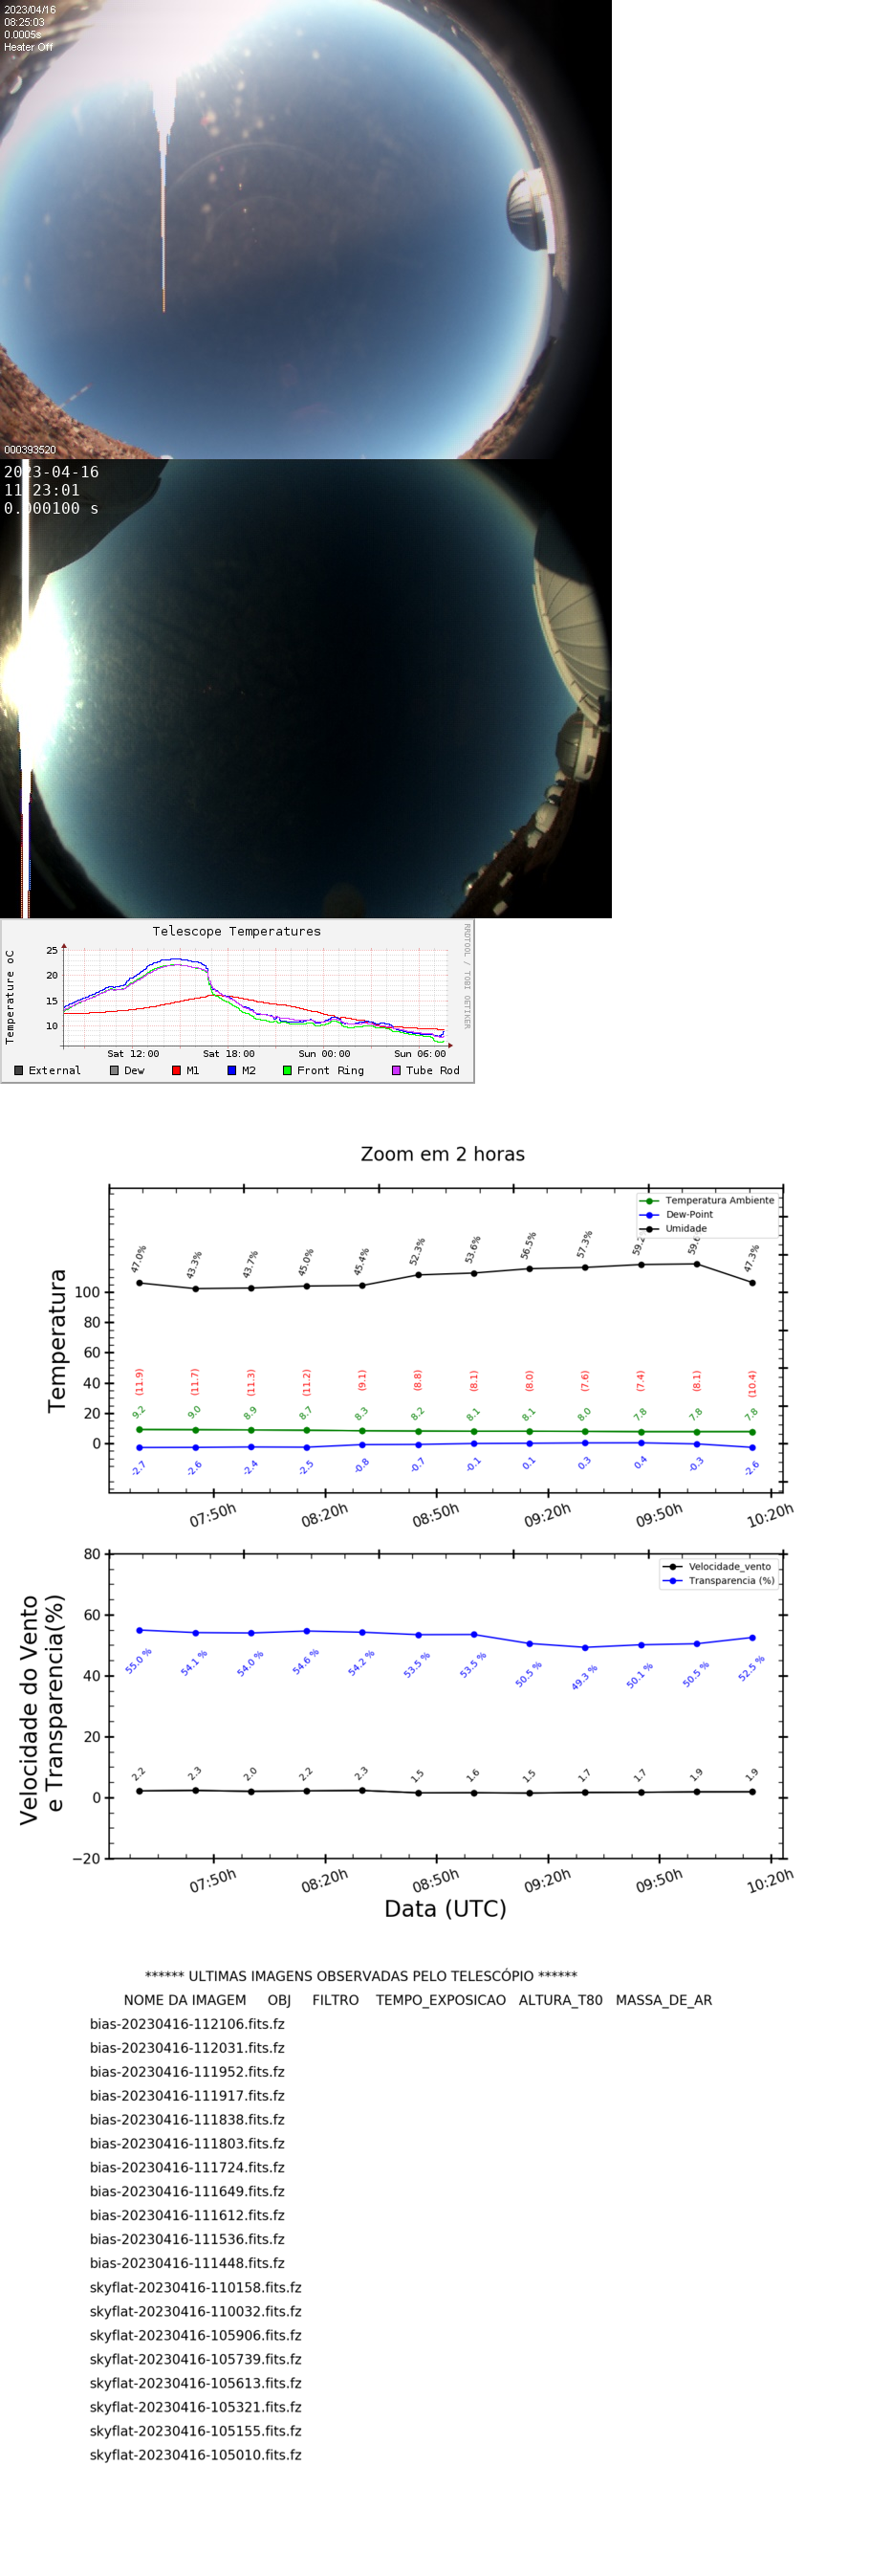 2023/04/16
08:25:03
0.0005s
Heater Off
000393520
2023-04-16
11:23:01
0.000100 s
Telescope Temperatures
RRDTOOL / TOBI OETIKER
Temperature oC
25
20
15
10
Sat 12:00 Sat 18:00 Sun 00:00 Sun 06:00
External Dew M1 M2 Front Ring Tube Rod
Zoom em 2 horas
Temperatura Ambiente
Dew-Point
Umidade
47.0% 43.3% 43.7% 45.0% 45.4% 52.3% 53.6% 56.5% 57.3% 47.3%
Temperatura
100
80
60
40
20
0
(11.9) (11.7) (11.3) (11.2) (9.1) (8.8) (8.1) (8.0) (7.6) (7.4) (8.1) (10.4)
9.2 9.0 8.9 8.7 8.3 8.2 8.1 8.1 8.0 7.8 7.8 7.8
-2.7 -2.6 -2.4 -2.5 -0.8 -0.7 -0.1 0.1 0.3 0.4 -0.3 -2.6
07:50h 08:20h 08:50h 09:20h 09:50h 10:20h
Velocidade_vento
Transparencia (%)
Velocidade do Vento
e Transparencia(%)
80
60
40
20
0
−20
55.0 % 54.1 % 54.0 % 54.6 % 54.2 % 53.5 % 53.5 % 50.5 % 49.3 % 50.1 % 50.5 % 52.5 %
2.2 2.3 2.0 2.2 2.3 1.5 1.6 1.5 1.7 1.7 1.9 1.9
07:50h 08:20h 08:50h 09:20h 09:50h 10:20h
Data (UTC)
****** ULTIMAS IMAGENS OBSERVADAS PELO TELESCÓPIO ******
NOME DA IMAGEM OBJ FILTRO TEMPO_EXPOSICAO ALTURA_T80 MASSA_DE_AR
bias-20230416-112106.fits.fz
bias-20230416-112031.fits.fz
bias-20230416-111952.fits.fz
bias-20230416-111917.fits.fz
bias-20230416-111838.fits.fz
bias-20230416-111803.fits.fz
bias-20230416-111724.fits.fz
bias-20230416-111649.fits.fz
bias-20230416-111612.fits.fz
bias-20230416-111536.fits.fz
bias-20230416-111448.fits.fz
skyflat-20230416-110158.fits.fz
skyflat-20230416-110032.fits.fz
skyflat-20230416-105906.fits.fz
skyflat-20230416-105739.fits.fz
skyflat-20230416-105613.fits.fz
skyflat-20230416-105321.fits.fz
skyflat-20230416-105155.fits.fz
skyflat-20230416-105010.fits.fz